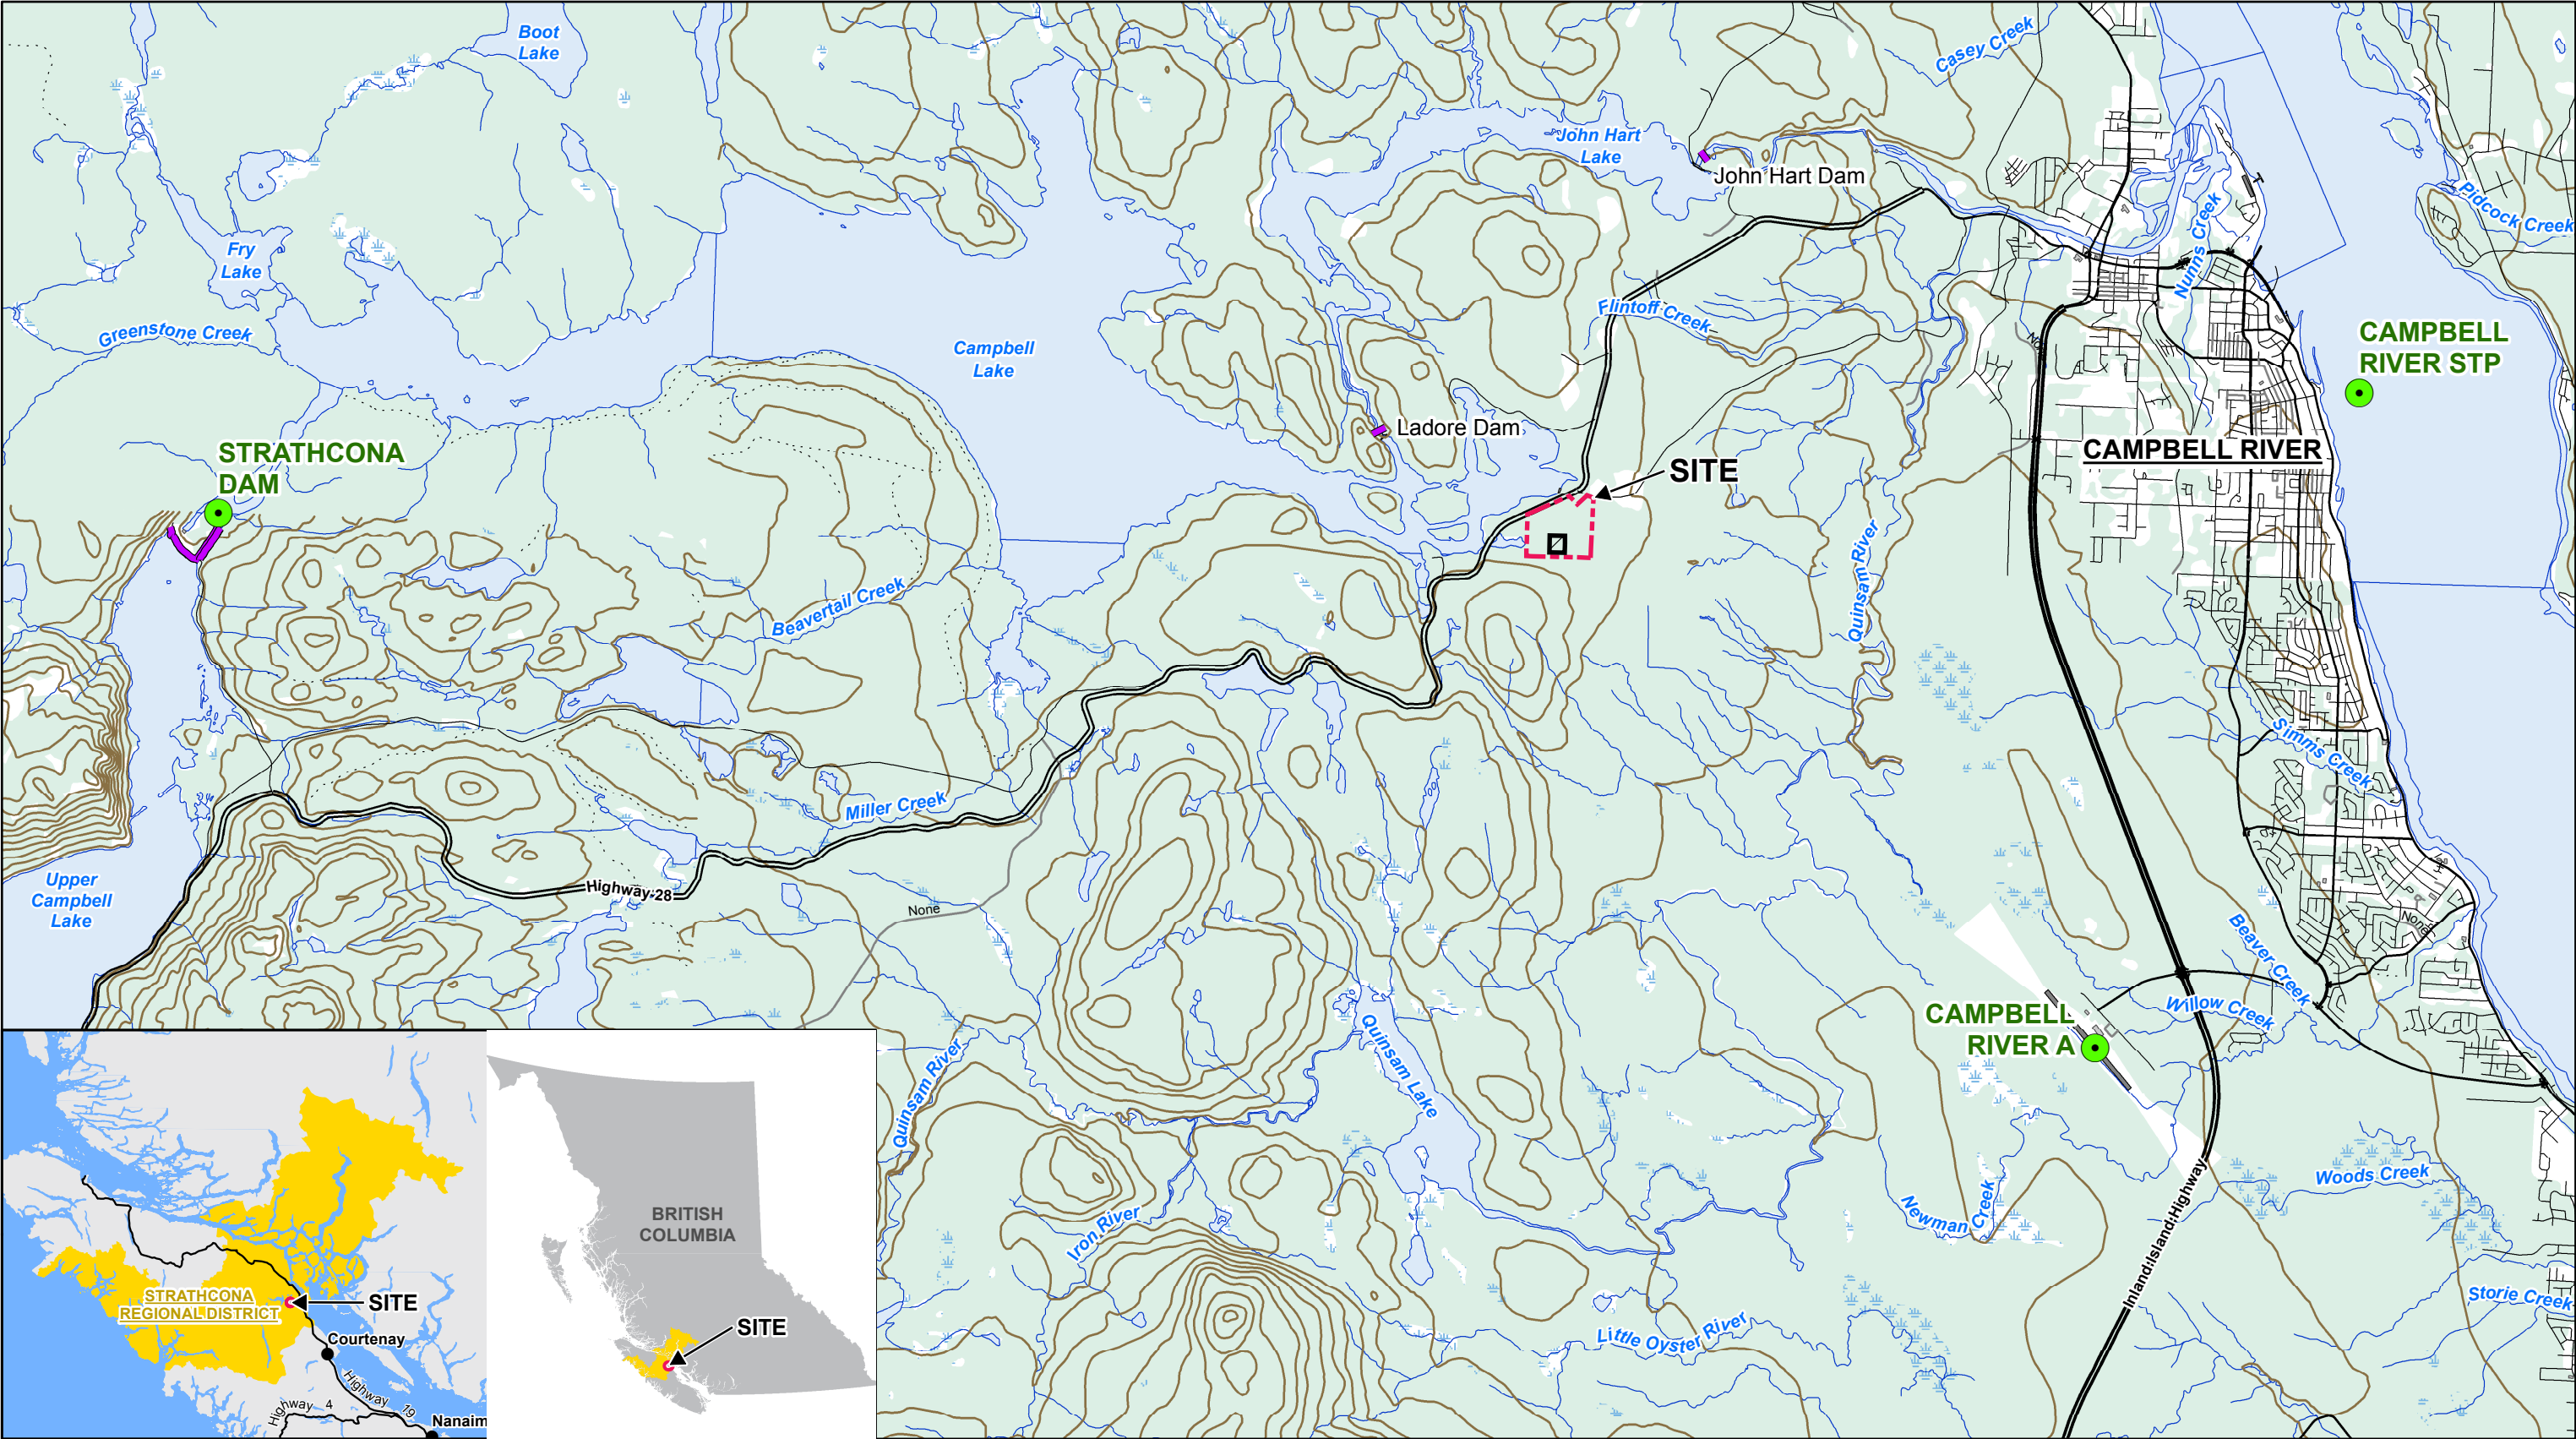 Boot
Lake
Casey Creek
John Hart
Lake
John Hart Dam
Pidcock Creek
Nunns Creek
Fry
Lake
Greenstone Creek
Flintoff Creek
Campbell
Lake
CAMPBELL
RIVER STP
No
Ladore Dam
CAMPBELL RIVER
STRATHCONA
DAM
SITE
Quinsam River
Beavertail Creek
Simms Creek
Miller Creek
Upper
Campbell
Lake
Highway 28
None
None
Beaver Creek
Willow Creek
CAMPBELL
RIVER A
Quinsam River
Quinsam Lake
Woods Creek
Newman Creek
Iron River
Inland Island Highway
Storie Creek
Little Oyster River
STRATHCONA
REGIONAL DISTRICT
SITE
Courtenay
Highway 19
Highway 4
Nanaim
BRITISH
COLUMBIA
SITE